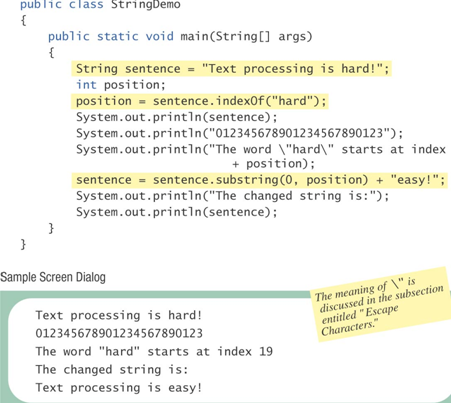 public class StringDemo
{
public static void main(String[] args)
{
String sentence = "Text processing is hard!";
int position;
position = sentence.indexOf("hard");
System.out.println(sentence);
System.out.println("012345678901234567890123");
System.out.println("The word \"hard\" starts at index
+ position);
sentence = sentence.substring(0, position) + "easy!";
System.out.println("The changed string is:");
System.out.println(sentence);
}
}
Sample Screen Dialog
The meaning of \" is
discussed in the subsection
entitled "Escape
Characters."
Text processing is hard!
012345678901234567890123
The word "hard" starts at index 19
The changed string is:
Text processing is easy!